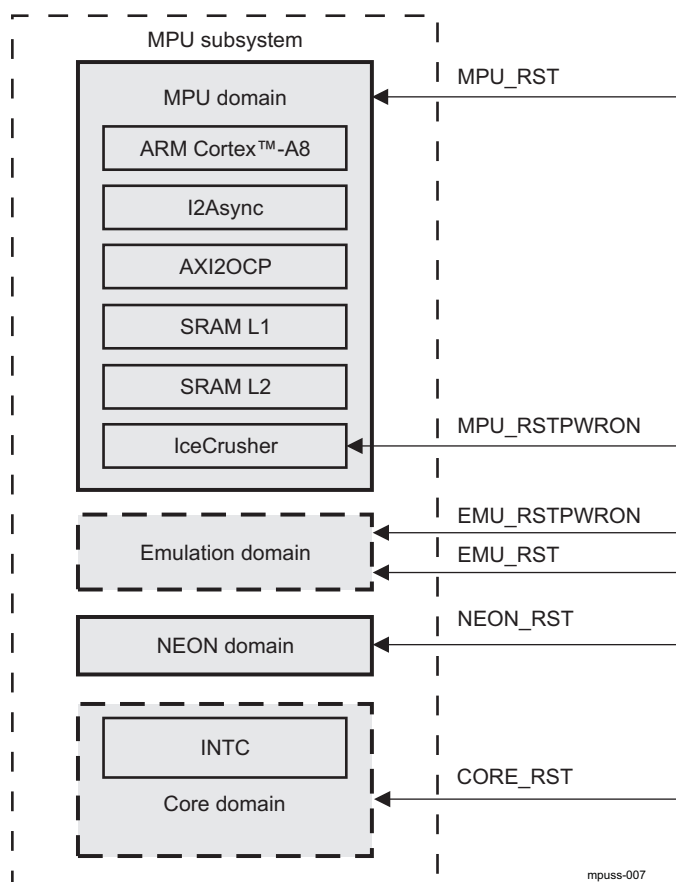 MPU subsystem
MPU domain
MPU_RST
ARM Cortex™-A8
I2Async
AXI2OCP
SRAM L1
SRAM L2
MPU_RSTPWRON
IceCrusher
EMU_RSTPWRON
Emulation domain
EMU_RST
NEON_RST
NEON domain
INTC
CORE_RST
Core domain
mpuss-007